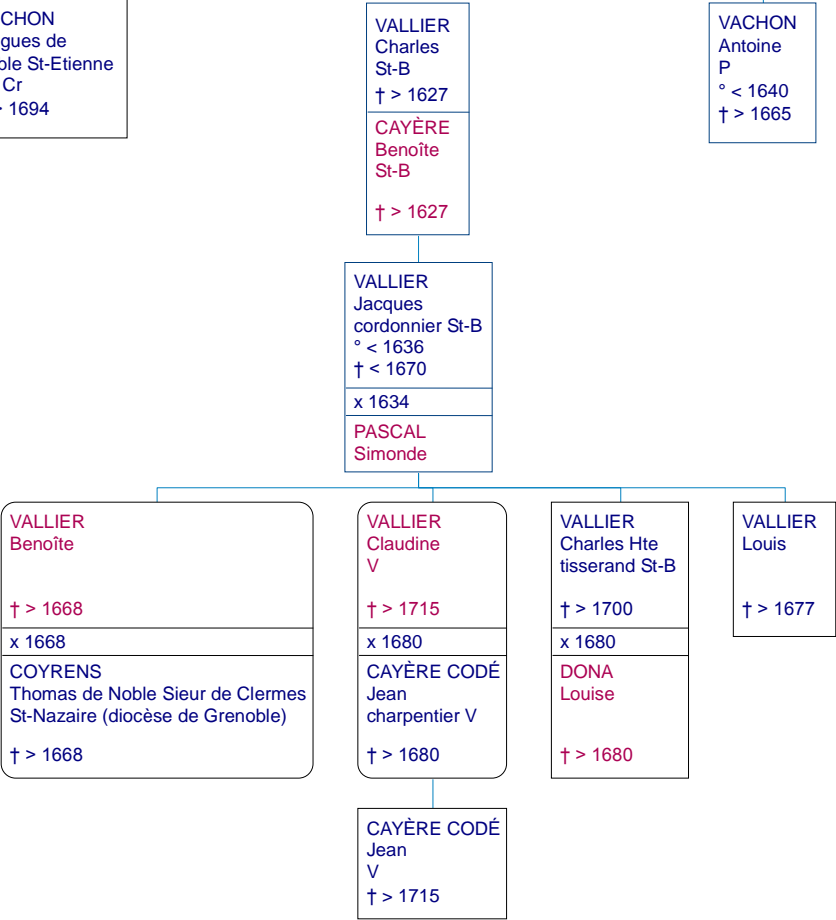 gues de
St-Etienne
Cr
1694
VALLIER
Charles
St-B
† > 1627
CAYÈRE
Benoîte
St-B
† > 1627
VACHON
Antoine
P
° < 1640
† > 1665
VALLIER
Jacques
cordonnier St-B
° < 1636
† < 1670
x 1634
PASCAL
Simonde
VALLIER
Benoîte
† > 1668
x 1668
COYRENS
Thomas de Noble Sieur de Clermes
St-Nazaire (diocèse de Grenoble)
† > 1668
VALLIER
Claudine
V
† > 1715
x 1680
CAYÈRE CODÉ
Jean
charpentier V
† > 1680
VALLIER
Charles Hte
tisserand St-B
† > 1700
x 1680
DONA
Louise
† > 1680
VALLIER
Louis
† > 1677
CAYÈRE CODÉ
Jean
V
† > 1715